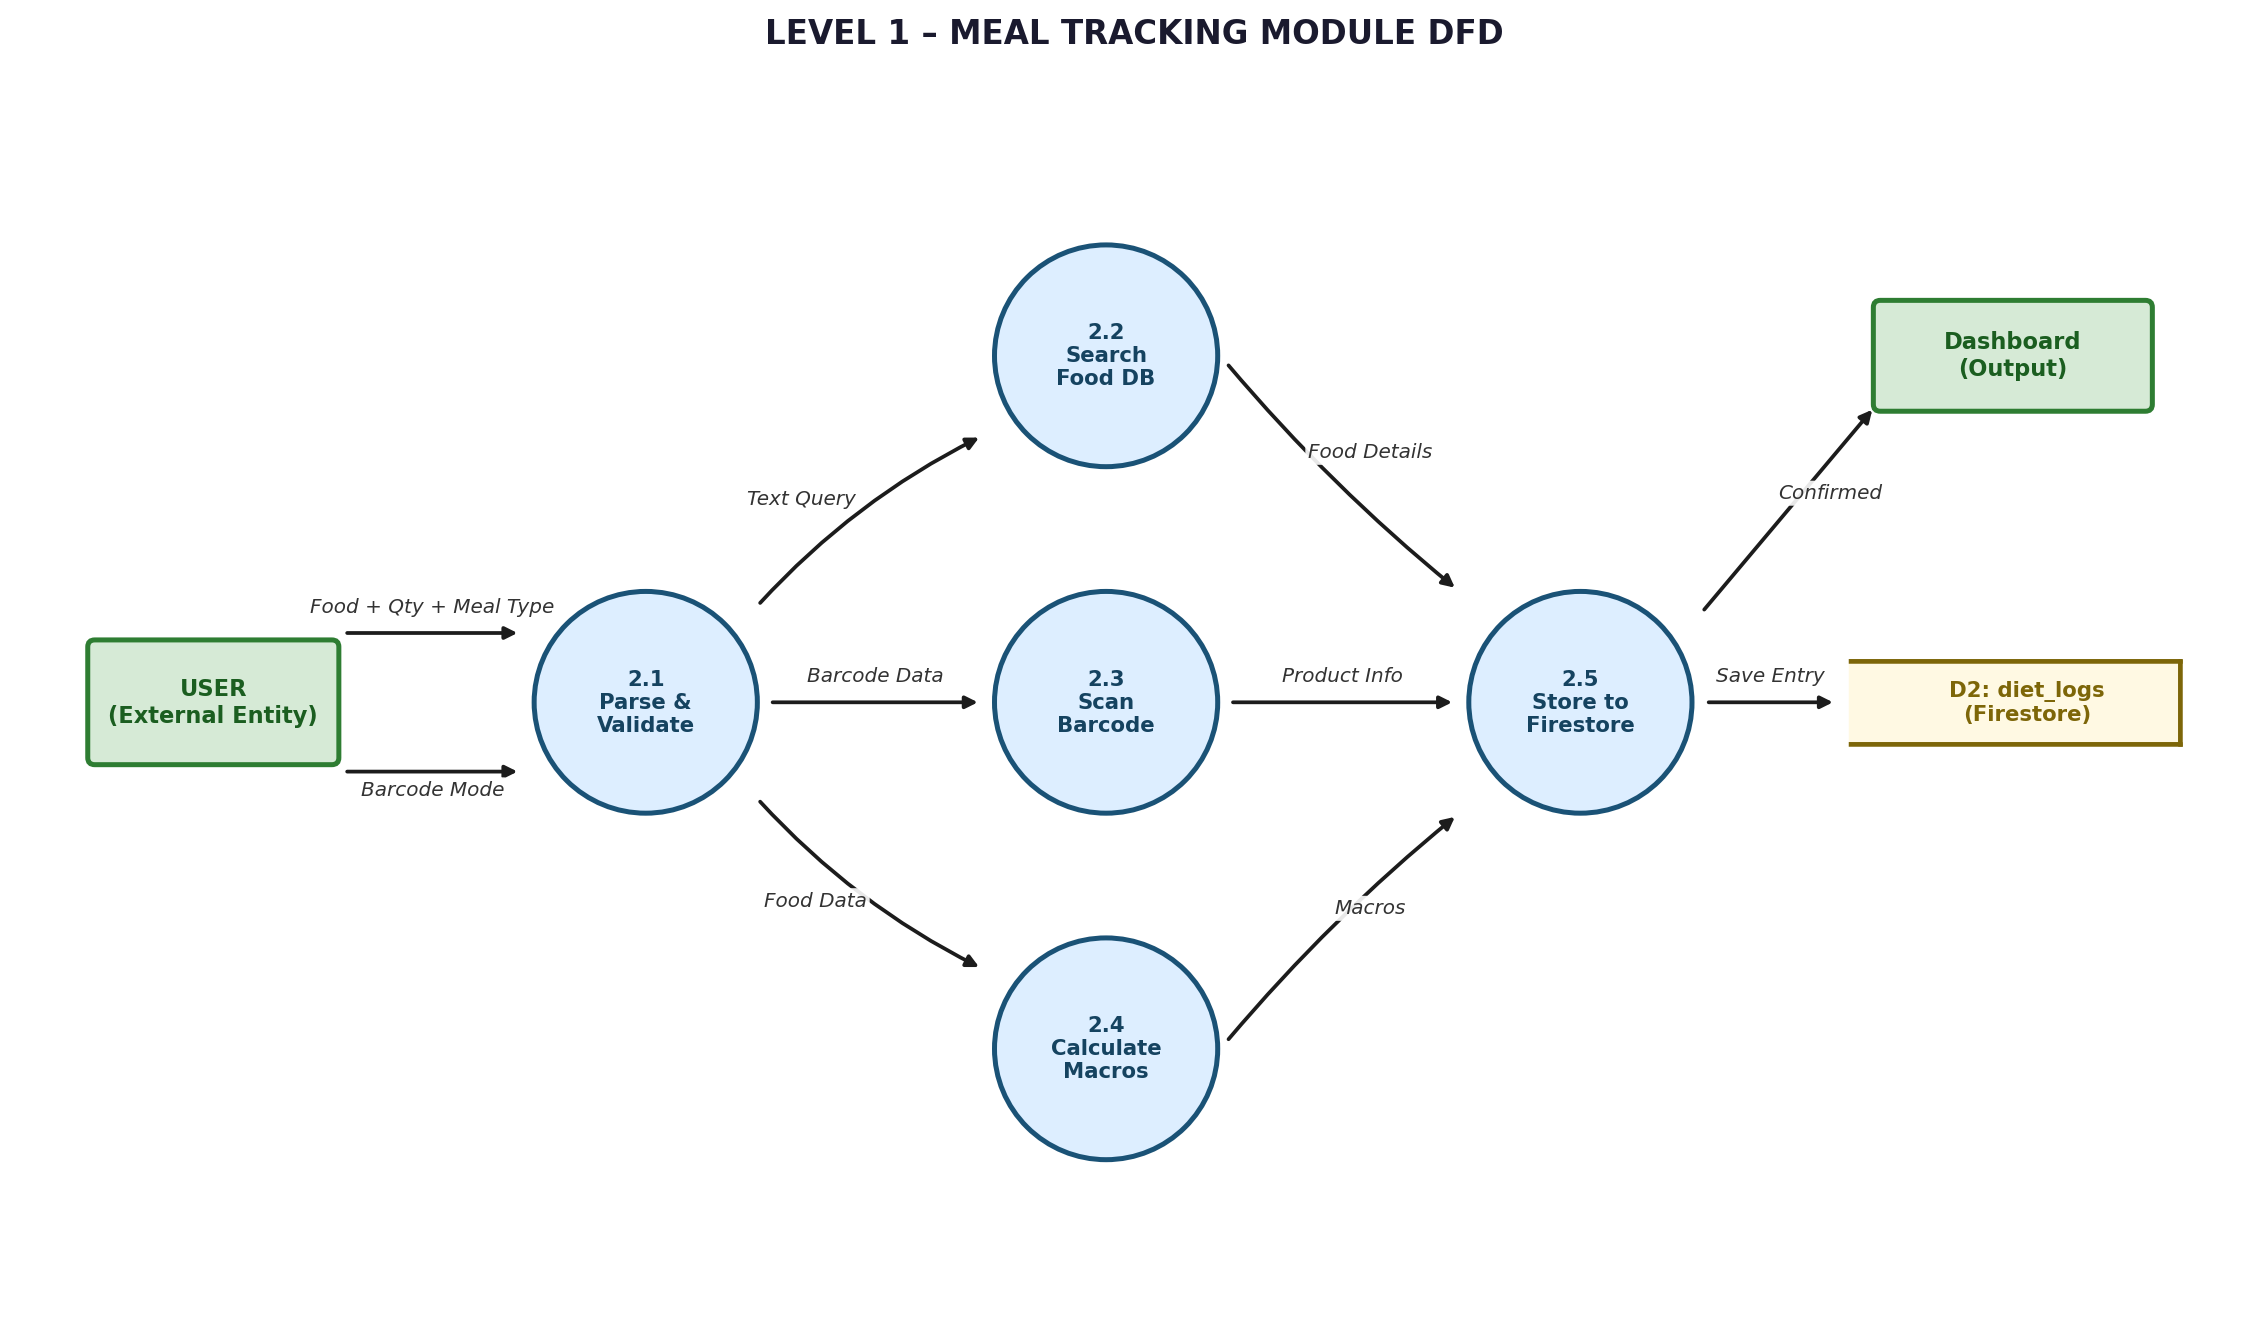 LEVEL 1 – MEAL TRACKING MODULE DFD
2.2
Search
Food DB
Dashboard
(Output)
Food Details
Text Query
Confirmed
Food + Qty + Meal Type
USER
(External Entity)
Barcode Mode
2.1
Parse &
Validate
Barcode Data
2.3
Scan
Barcode
Product Info
2.5
Store to
Firestore
Save Entry
D2: diet_logs
(Firestore)
Food Data
Macros
2.4
Calculate
Macros